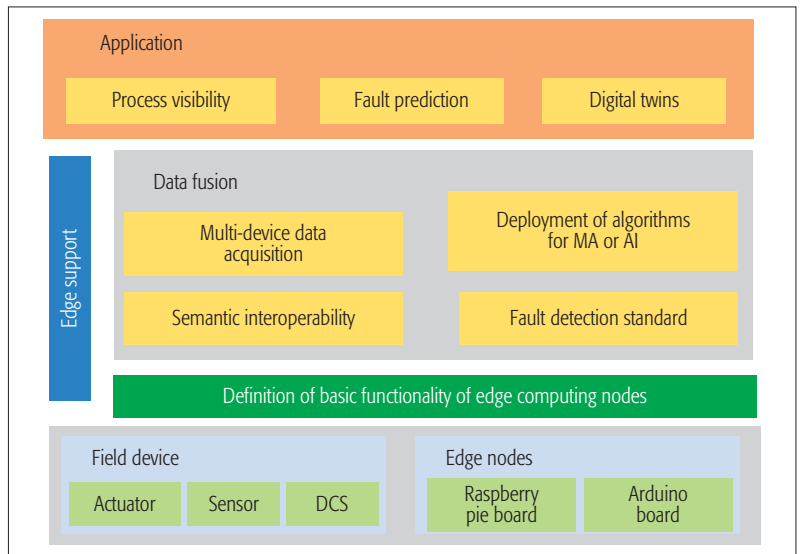 Application
Process visibility
Fault prediction
Digital twins
Edge support
Data fusion
Multi-device data
acquisition
Deployment of algorithms
for MA or AI
Semantic interoperability
Fault detection standard
Definition of basic functionality of edge computing nodes
Field device
Actuator
Sensor
DCS
Edge nodes
Raspberry
pie board
Arduino
board